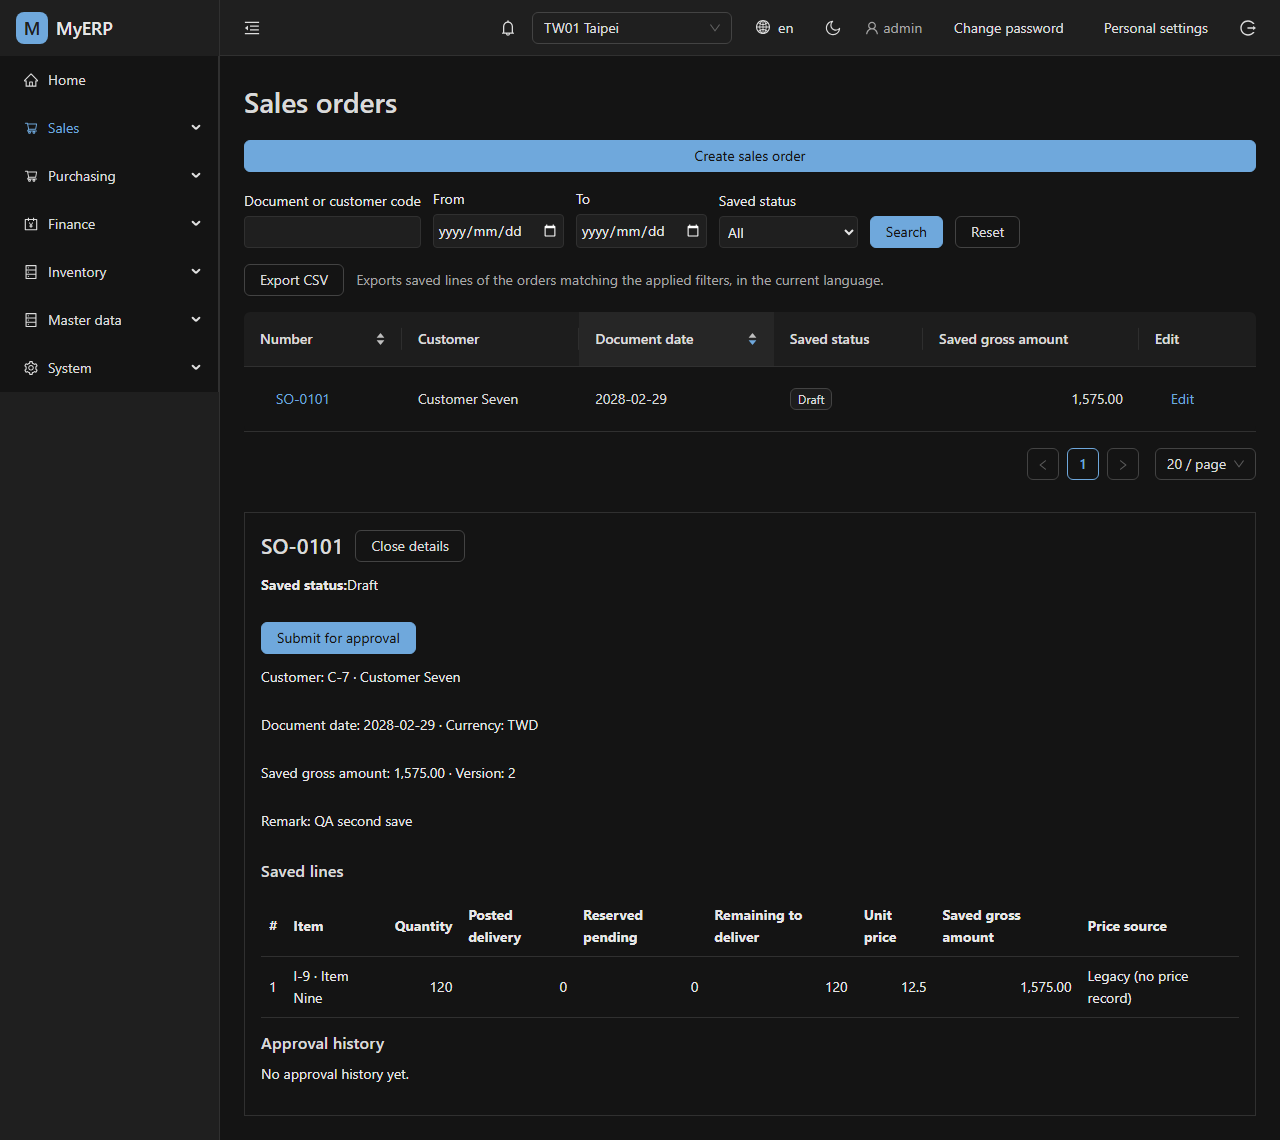 M MyERP
TW01 Taipei
en
admin
Change password
Personal settings
Home
Sales
Purchasing
Finance
Inventory
Master data
System
Sales orders
Create sales order
Document or customer code
From
To
Saved status
yyyy/mm/dd
yyyy/mm/dd
All
Search
Reset
Export CSV
Exports saved lines of the orders matching the applied filters, in the current language.
Number Customer Document date Saved status Saved gross amount Edit
SO-0101 Customer Seven 2028-02-29 Draft 1,575.00 Edit
< 1 > 20 / page
SO-0101 Close details
Saved status:Draft
Submit for approval
Customer: C-7 · Customer Seven
Document date: 2028-02-29 · Currency: TWD
Saved gross amount: 1,575.00 · Version: 2
Remark: QA second save
Saved lines
# Item Quantity Posted delivery Reserved pending Remaining to deliver Unit price Saved gross amount Price source
1 I-9 · Item Nine 120 0 0 120 12.5 1,575.00 Legacy (no price record)
Approval history
No approval history yet.